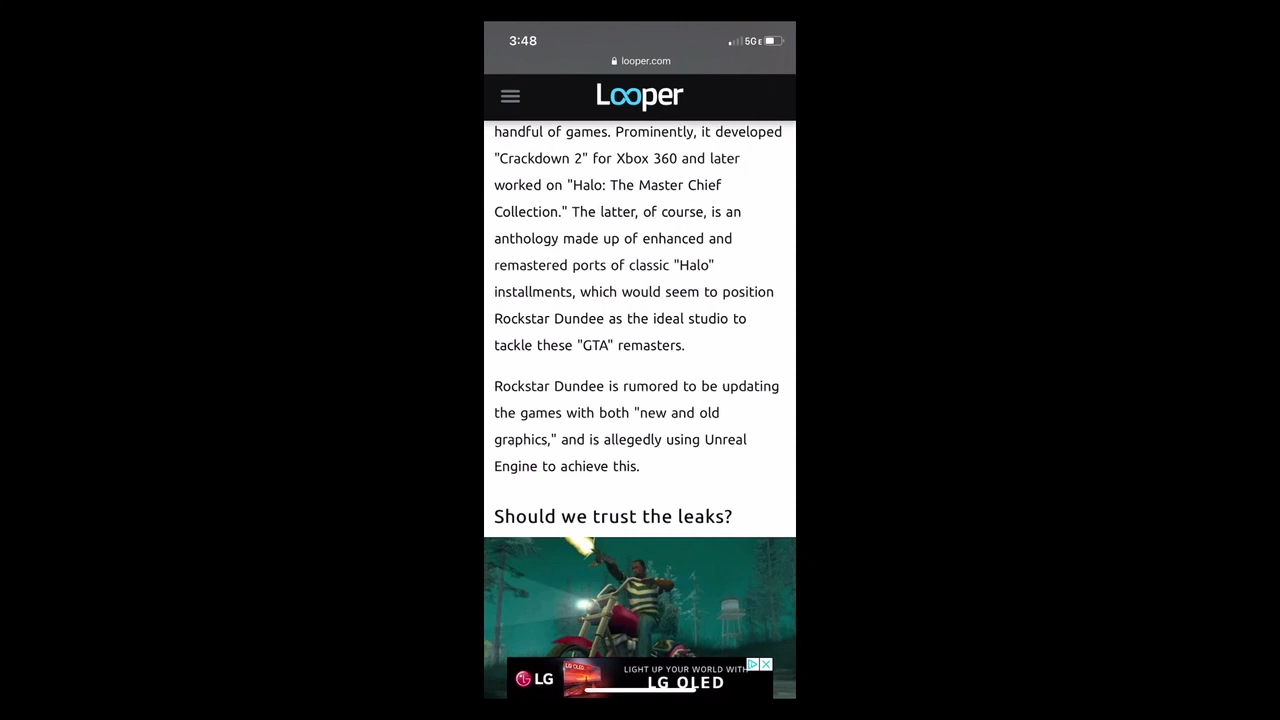 3:48
5GE
looper.com
Looper
handful of games. Prominently, it developed
"Crackdown 2" for Xbox 360 and later
worked on "Halo: The Master Chief
Collection." The latter, of course, is an
anthology made up of enhanced and
remastered ports of classic "Halo"
installments, which would seem to position
Rockstar Dundee as the ideal studio to
tackle these "GTA" remasters.
Rockstar Dundee is rumored to be updating
the games with both "new and old
graphics," and is allegedly using Unreal
Engine to achieve this.
Should we trust the leaks?
LG
LG OLED
LIGHT UP YOUR WORLD WITH
LG OLED